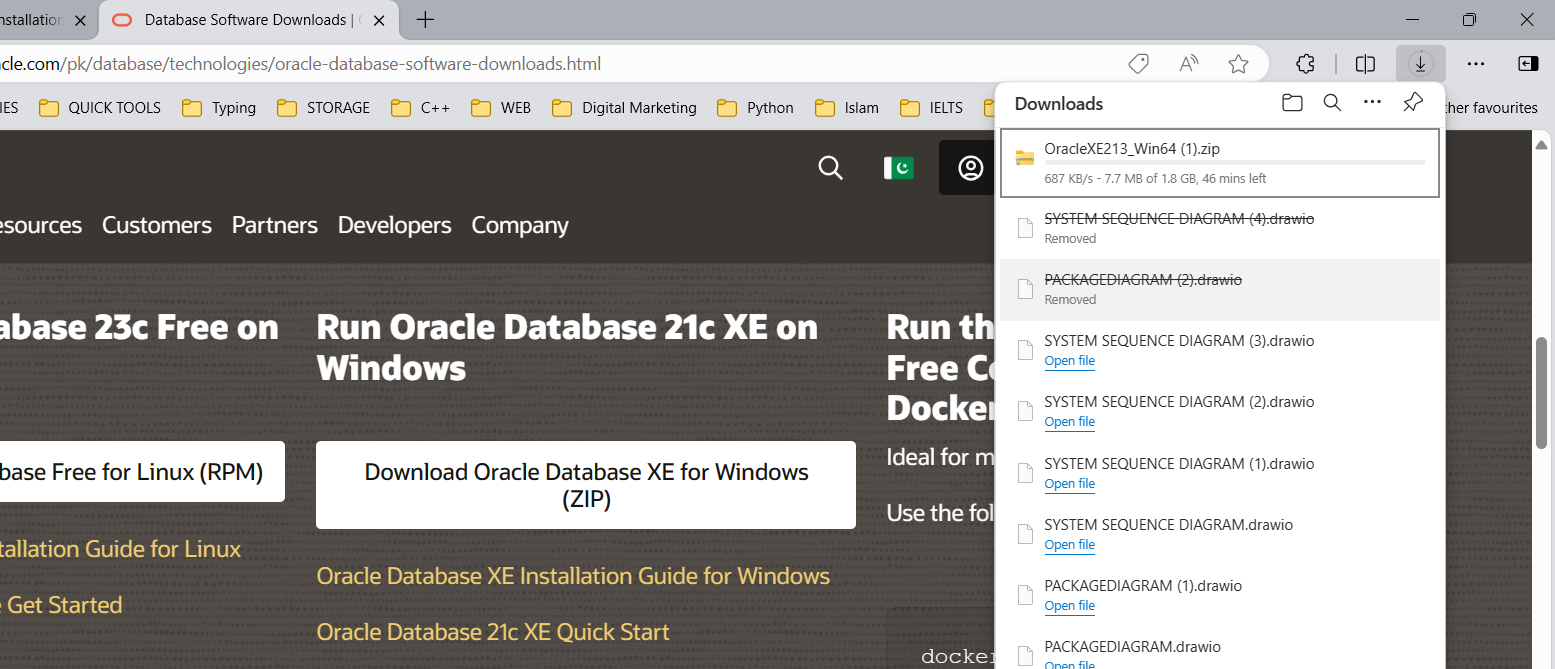 nstallation
Database Software Downloads |
cle.com/pk/database/technologies/oracle-database-software-downloads.html
IES QUICK TOOLS Typing STORAGE C++ WEB Digital Marketing Python Islam IELTS her favourites
esources Customers Partners Developers Company
abase 23c Free on
base Free for Linux (RPM)
tallation Guide for Linux
Get Started
Run Oracle Database 21c XE on
Windows
Download Oracle Database XE for Windows
(ZIP)
Oracle Database XE Installation Guide for Windows
Oracle Database 21c XE Quick Start
Run th
Free Co
Docker
Ideal for m
Use the fol
docker
Downloads
OracleXE213_Win64 (1).zip
687 KB/s - 7.7 MB of 1.8 GB, 46 mins left
SYSTEM SEQUENCE DIAGRAM (4).drawio
Removed
PACKAGEDIAGRAM (2).drawio
Removed
SYSTEM SEQUENCE DIAGRAM (3).drawio
Open file
SYSTEM SEQUENCE DIAGRAM (2).drawio
Open file
SYSTEM SEQUENCE DIAGRAM (1).drawio
Open file
SYSTEM SEQUENCE DIAGRAM.drawio
Open file
PACKAGEDIAGRAM (1).drawio
Open file
PACKAGEDIAGRAM.drawio
Open file